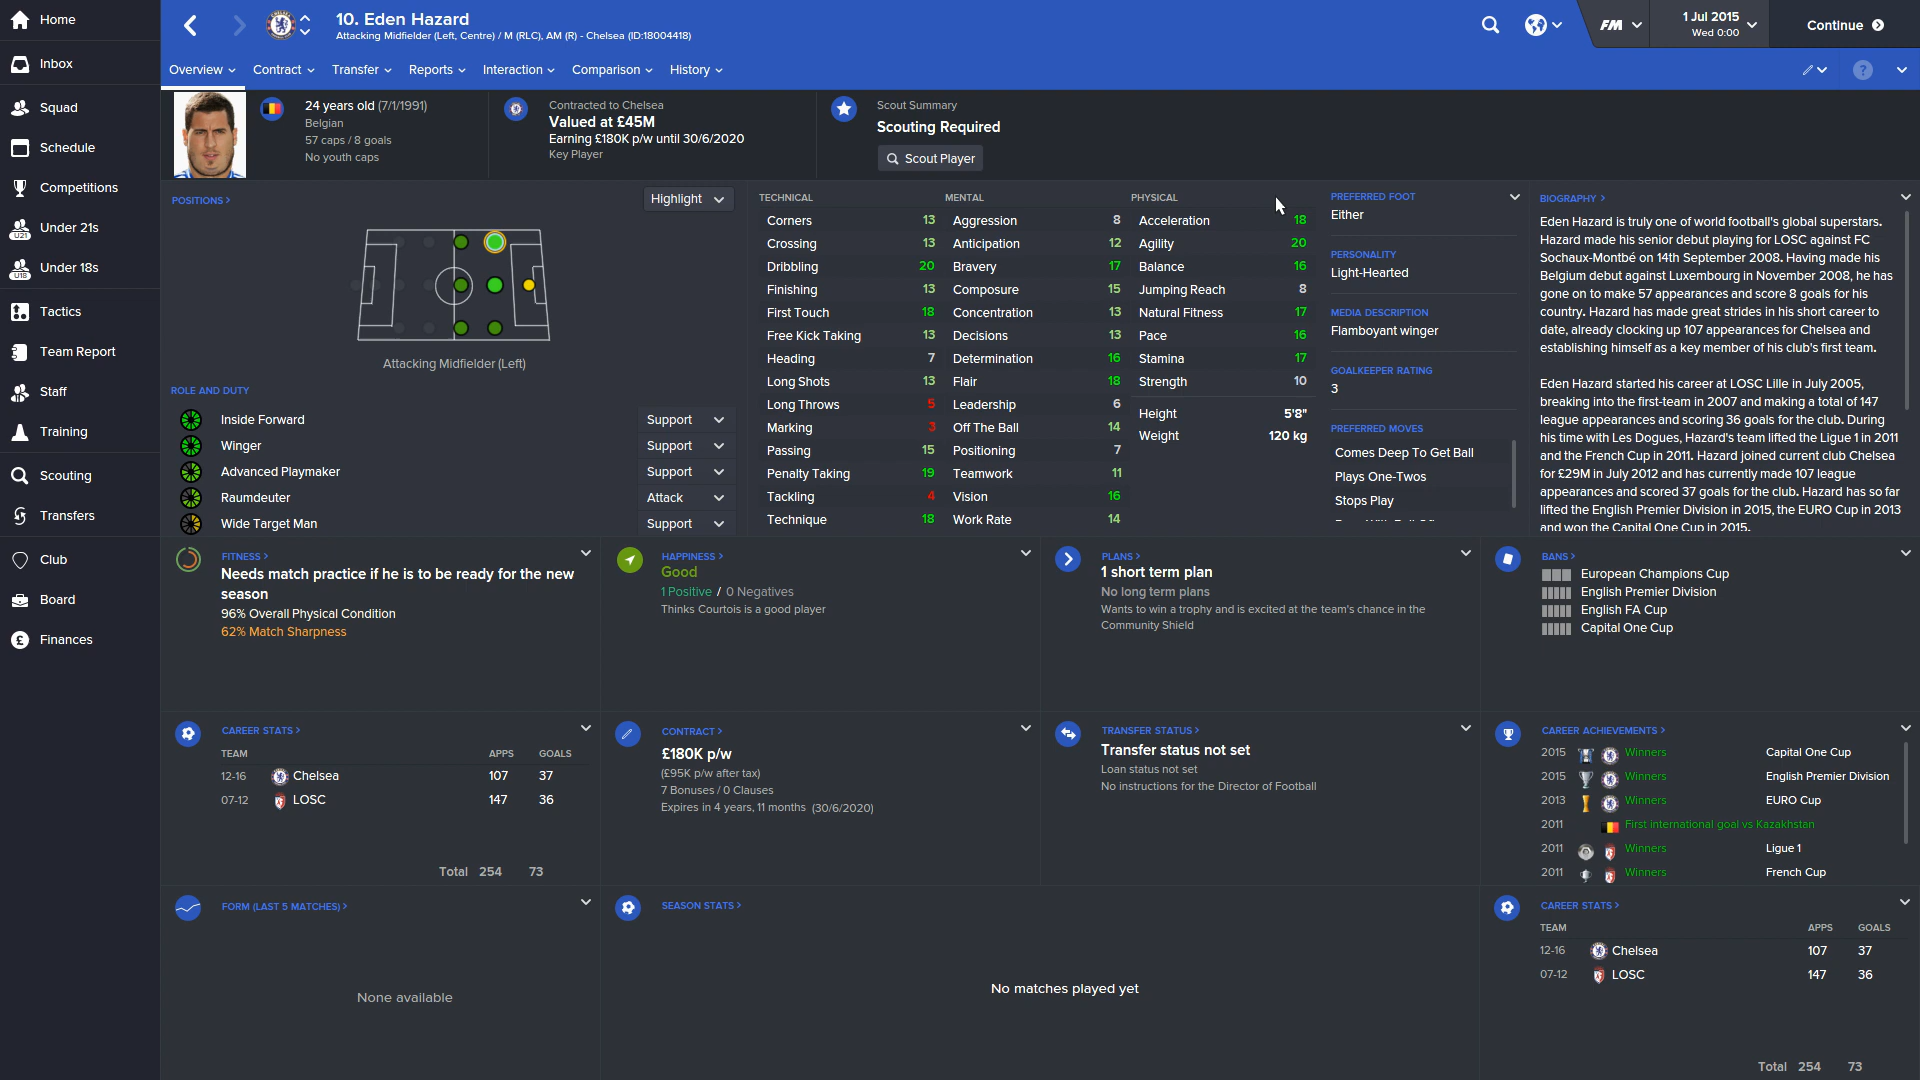 Home
Inbox
Squad
Schedule
Competitions
Under 21s
U21
Under 18s
U18
Tactics
Team Report
Staff
Training
Scouting
Transfers
Club
Board
Finances
10. Eden Hazard
Attacking Midfielder (Left, Centre) / M (RLC), AM (R) - Chelsea (ID:18004418)
FM
1 Jul 2015
Wed 0:00
Continue
Overview
Contract
Transfer
Reports
Interaction
Comparison
History
?
24 years old (7/1/1991)
Belgian
57 caps / 8 goals
No youth caps
Contracted to Chelsea
Valued at £45M
Earning £180K p/w until 30/6/2020
Key Player
Scout Summary
Scouting Required
Scout Player
POSITIONS >
Highlight
Attacking Midfielder (Left)
ROLE AND DUTY
Inside Forward Support
Winger Support
Advanced Playmaker Support
Raumdeuter Attack
Wide Target Man Support
TECHNICAL
Corners 13
Crossing 13
Dribbling 20
Finishing 13
First Touch 18
Free Kick Taking 13
Heading 7
Long Shots 13
Long Throws 5
Marking 3
Passing 15
Penalty Taking 19
Tackling 4
Technique 18
MENTAL
Aggression 8
Anticipation 12
Bravery 17
Composure 15
Concentration 13
Decisions 13
Determination 16
Flair 18
Leadership 6
Off The Ball 14
Positioning 7
Teamwork 11
Vision 16
Work Rate 14
PHYSICAL
Acceleration 18
Agility 20
Balance 16
Jumping Reach 8
Natural Fitness 17
Pace 16
Stamina 17
Strength 10
Height 5'8"
Weight 120 kg
PREFERRED FOOT
Either
PERSONALITY
Light-Hearted
MEDIA DESCRIPTION
Flamboyant winger
GOALKEEPER RATING
3
PREFERRED MOVES
Comes Deep To Get Ball
Plays One-Twos
Stops Play
BIOGRAPHY >
Eden Hazard is truly one of world football's global superstars.
Hazard made his senior debut playing for LOSC against FC
Sochaux-Montbé on 14th September 2008. Having made his
Belgium debut against Luxembourg in November 2008, he has
gone on to make 57 appearances and score 8 goals for his
country. Hazard has made great strides in his short career to
date, already clocking up 107 appearances for Chelsea and
establishing himself as a key member of his club's first team.
Eden Hazard started his career at LOSC Lille in July 2005,
breaking into the first-team in 2007 and making a total of 147
league appearances and scoring 36 goals for the club. During
his time with Les Dogues, Hazard's team lifted the Ligue 1 in 2011
and the French Cup in 2011. Hazard joined current club Chelsea
for £29M in July 2012 and has currently made 107 league
appearances and scored 37 goals for the club. Hazard has so far
lifted the English Premier Division in 2015, the EURO Cup in 2013
and won the Capital One Cup in 2015.
FITNESS >
Needs match practice if he is to be ready for the new
season
96% Overall Physical Condition
62% Match Sharpness
HAPPINESS >
Good
1 Positive / 0 Negatives
Thinks Courtois is a good player
PLANS >
1 short term plan
No long term plans
Wants to win a trophy and is excited at the team's chance in the
Community Shield
BANS >
European Champions Cup
English Premier Division
English FA Cup
Capital One Cup
CAREER STATS >
TEAM APPS GOALS
12-16 Chelsea 107 37
07-12 LOSC 147 36
Total 254 73
CONTRACT >
£180K p/w
(£95K p/w after tax)
7 Bonuses / 0 Clauses
Expires in 4 years, 11 months (30/6/2020)
TRANSFER STATUS >
Transfer status not set
Loan status not set
No instructions for the Director of Football
CAREER ACHIEVEMENTS >
2015 Winners Capital One Cup
2015 Winners English Premier Division
2013 Winners EURO Cup
2011 First international goal vs Kazakhstan
2011 Winners Ligue 1
2011 Winners French Cup
FORM (LAST 5 MATCHES) >
None available
SEASON STATS >
No matches played yet
CAREER STATS >
TEAM APPS GOALS
12-16 Chelsea 107 37
07-12 LOSC 147 36
Total 254 73